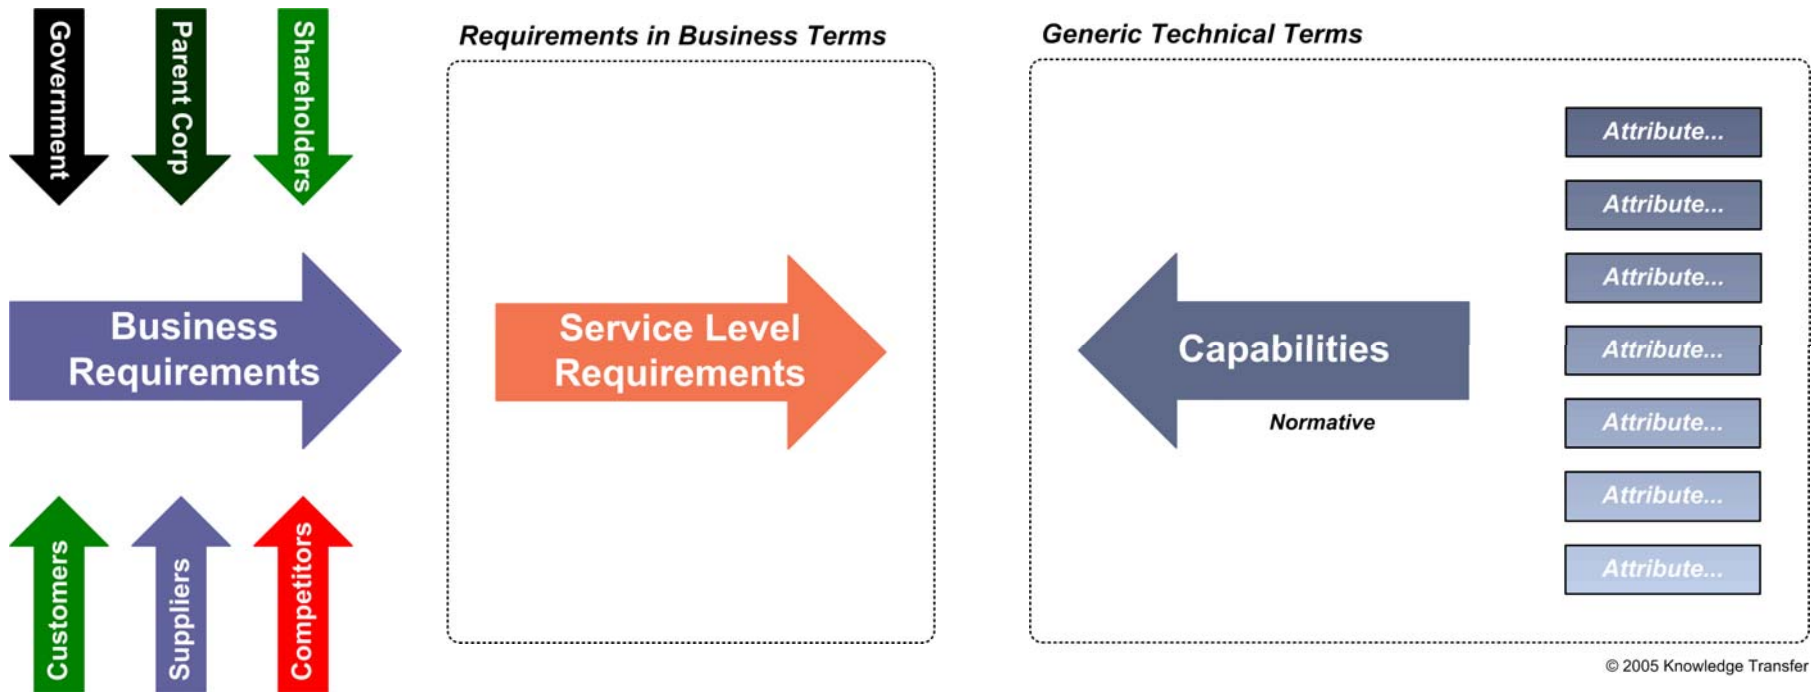 Government
Parent Corp
Shareholders
Requirements in Business Terms
Generic Technical Terms
Business
Requirements
Service Level
Requirements
Capabilities
Normative
Attribute...
Attribute...
Attribute...
Attribute...
Attribute...
Attribute...
Attribute...
Customers
Suppliers
Competitors
© 2005 Knowledge Transfer